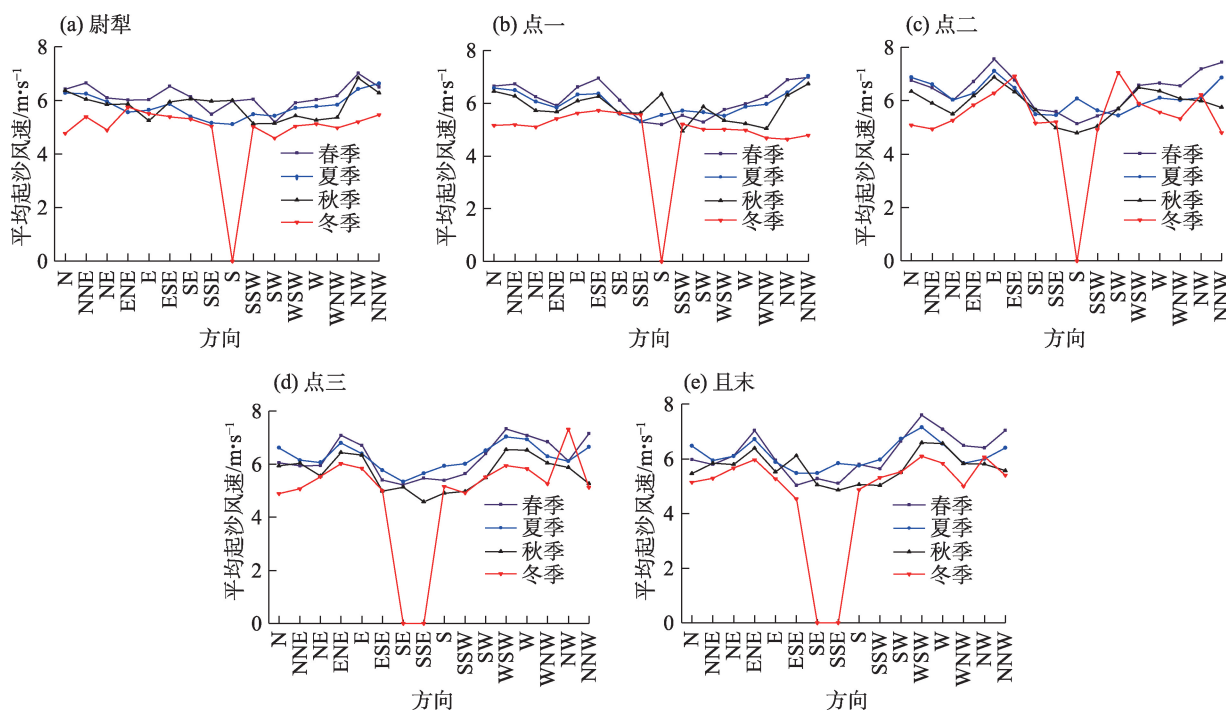 (a) 尉犁
8
6
4
2
0
平均起沙风速/m·s⁻¹
春季
夏季
秋季
冬季
N
NNE
NE
ENE
E
ESE
SE
SSE
S
SSW
SW
WSW
W
WNW
NW
NNW
方向
(b) 点一
8
6
4
2
0
平均起沙风速/m·s⁻¹
春季
夏季
秋季
冬季
N
NNE
NE
ENE
E
ESE
SE
SSE
S
SSW
SW
WSW
W
WNW
NW
NNW
方向
(c) 点二
8
6
4
2
0
平均起沙风速/m·s⁻¹
春季
夏季
秋季
冬季
N
NNE
NE
ENE
E
ESE
SE
SSE
S
SSW
SW
WSW
W
WNW
NW
NNW
方向
(d) 点三
8
6
4
2
0
平均起沙风速/m·s⁻¹
春季
夏季
秋季
冬季
N
NNE
NE
ENE
E
ESE
SE
SSE
S
SSW
SW
WSW
W
WNW
NW
NNW
方向
(e) 且末
8
6
4
2
0
平均起沙风速/m·s⁻¹
春季
夏季
秋季
冬季
N
NNE
NE
ENE
E
ESE
SE
SSE
S
SSW
SW
WSW
W
WNW
NW
NNW
方向